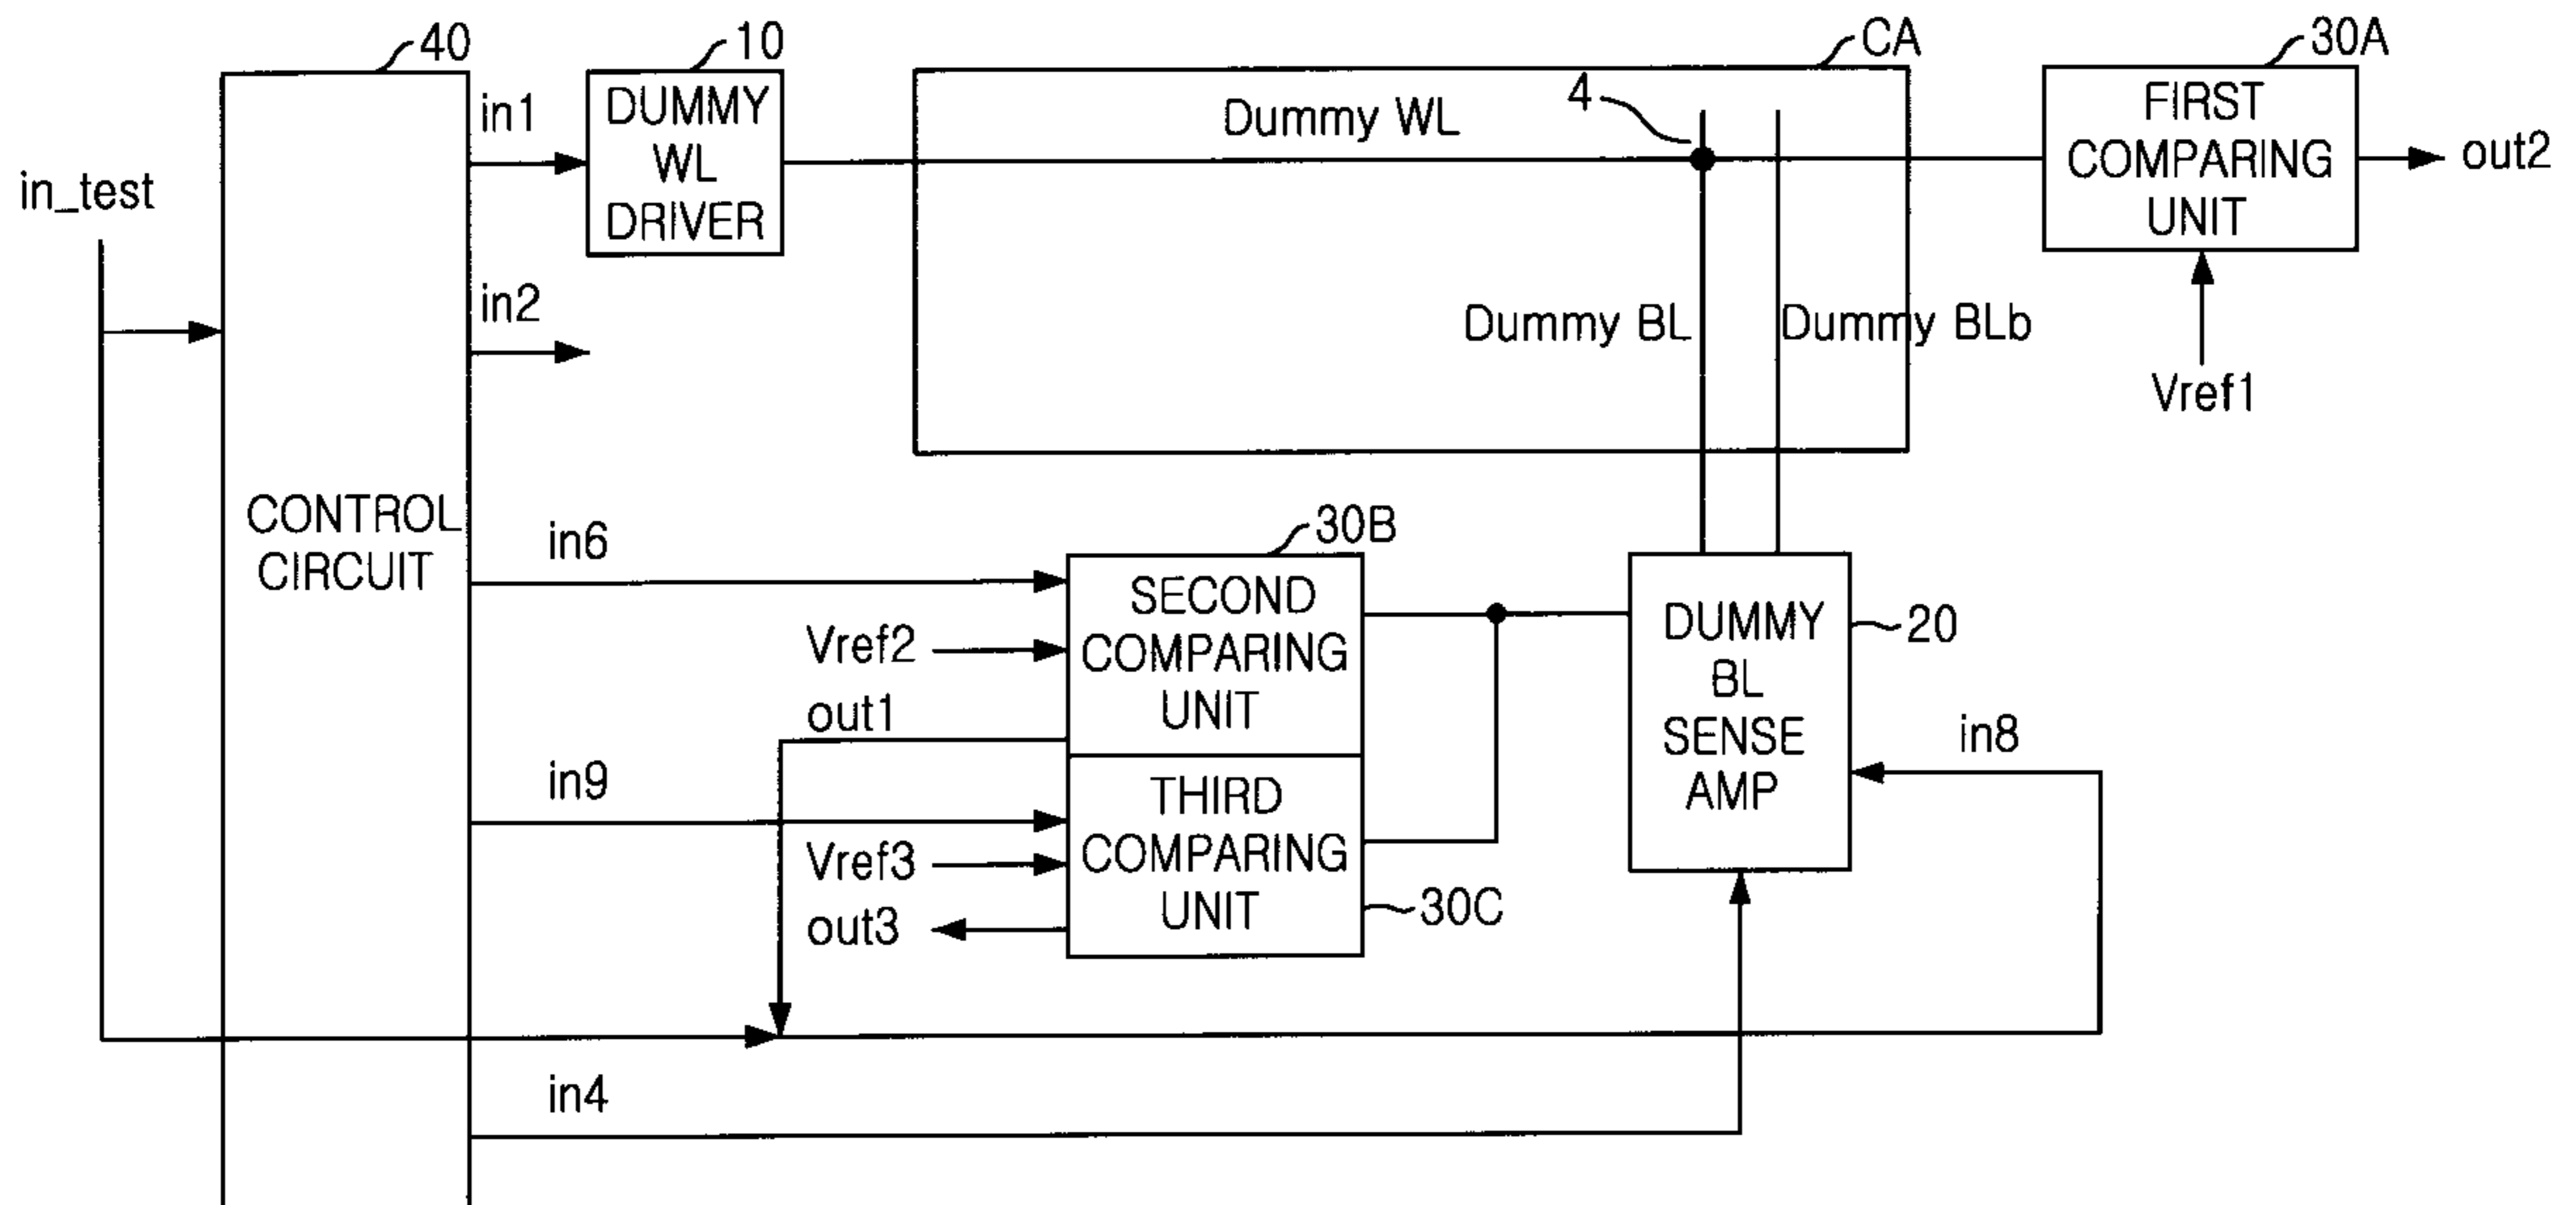 40
10
CA
30A
in_test
in1
DUMMY
WL
DRIVER
Dummy WL
4
FIRST
COMPARING
UNIT
out2
in2
Dummy BL
Dummy BLb
Vref1
CONTROL
CIRCUIT
in6
30B
SECOND
COMPARING
UNIT
Vref2
out1
DUMMY
BL
SENSE
AMP
20
in8
in9
THIRD
COMPARING
UNIT
Vref3
out3
30C
in4